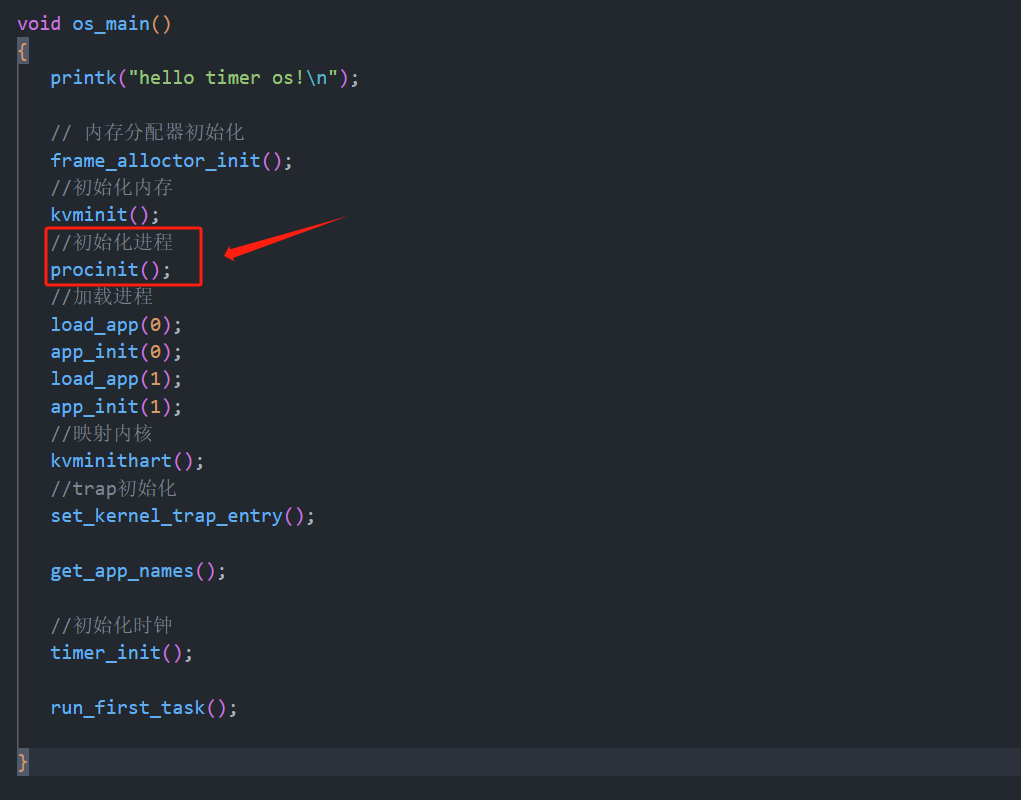 void os_main()
{
printk("hello timer os!\n");
// 内存分配器初始化
frame_alloctor_init();
//初始化内存
kvminit();
//初始化进程
procinit();
//加载进程
load_app(0);
app_init(0);
load_app(1);
app_init(1);
//映射内核
kvminithart();
//trap初始化
set_kernel_trap_entry();
get_app_names();
//初始化时钟
timer_init();
run_first_task();
}